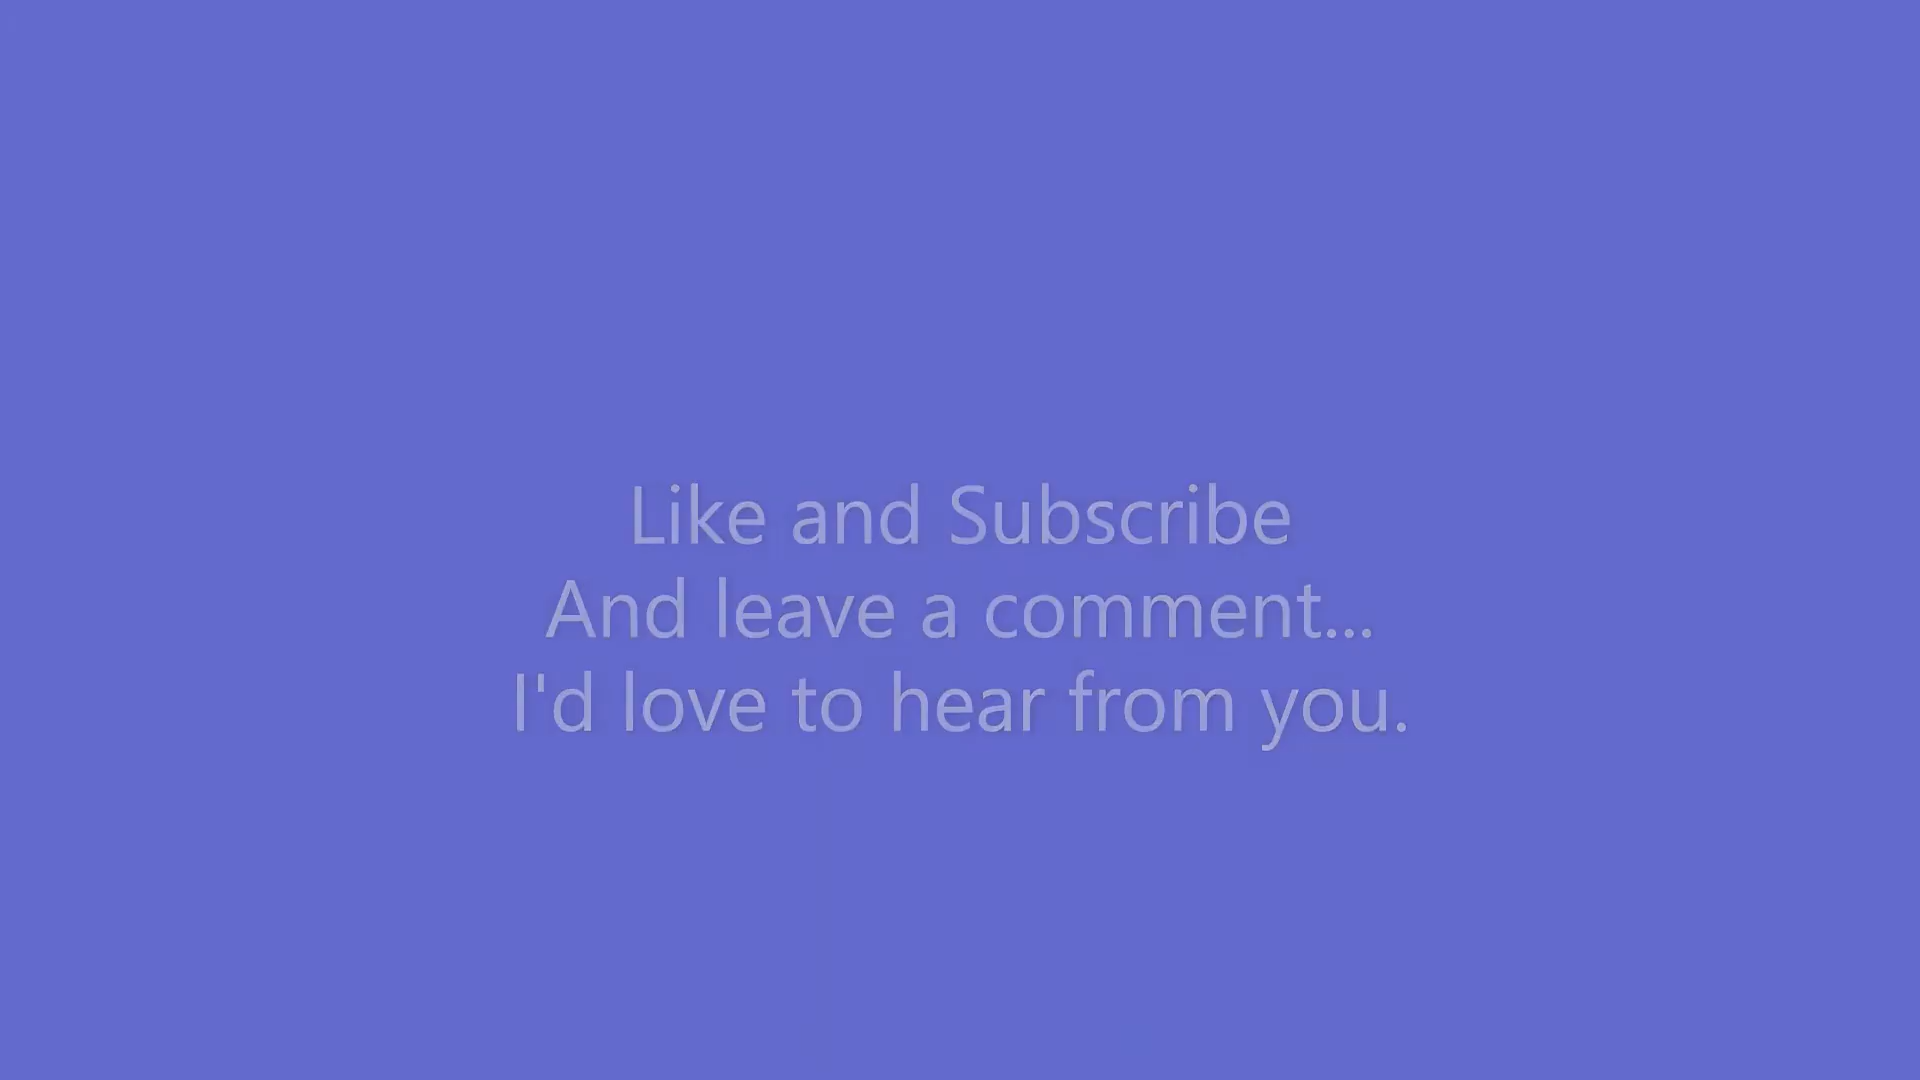 Like and Subscribe
And leave a comment...
I'd love to hear from you.